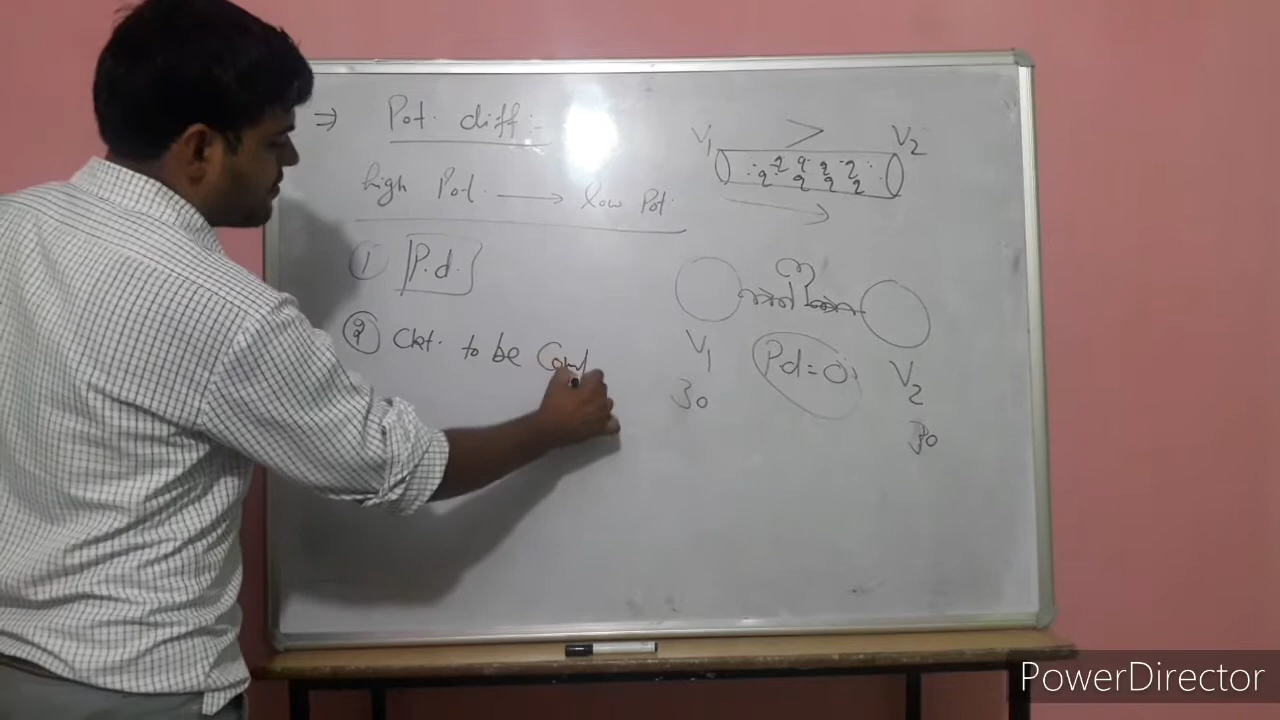 ⇒ Pot. diff :-
high Pot. → low Pot.
① P.d.
② Ckt. to be Com
V1 > V2
q q q q
q q q q
V1 Pd = 0 V2
30 30
PowerDirector